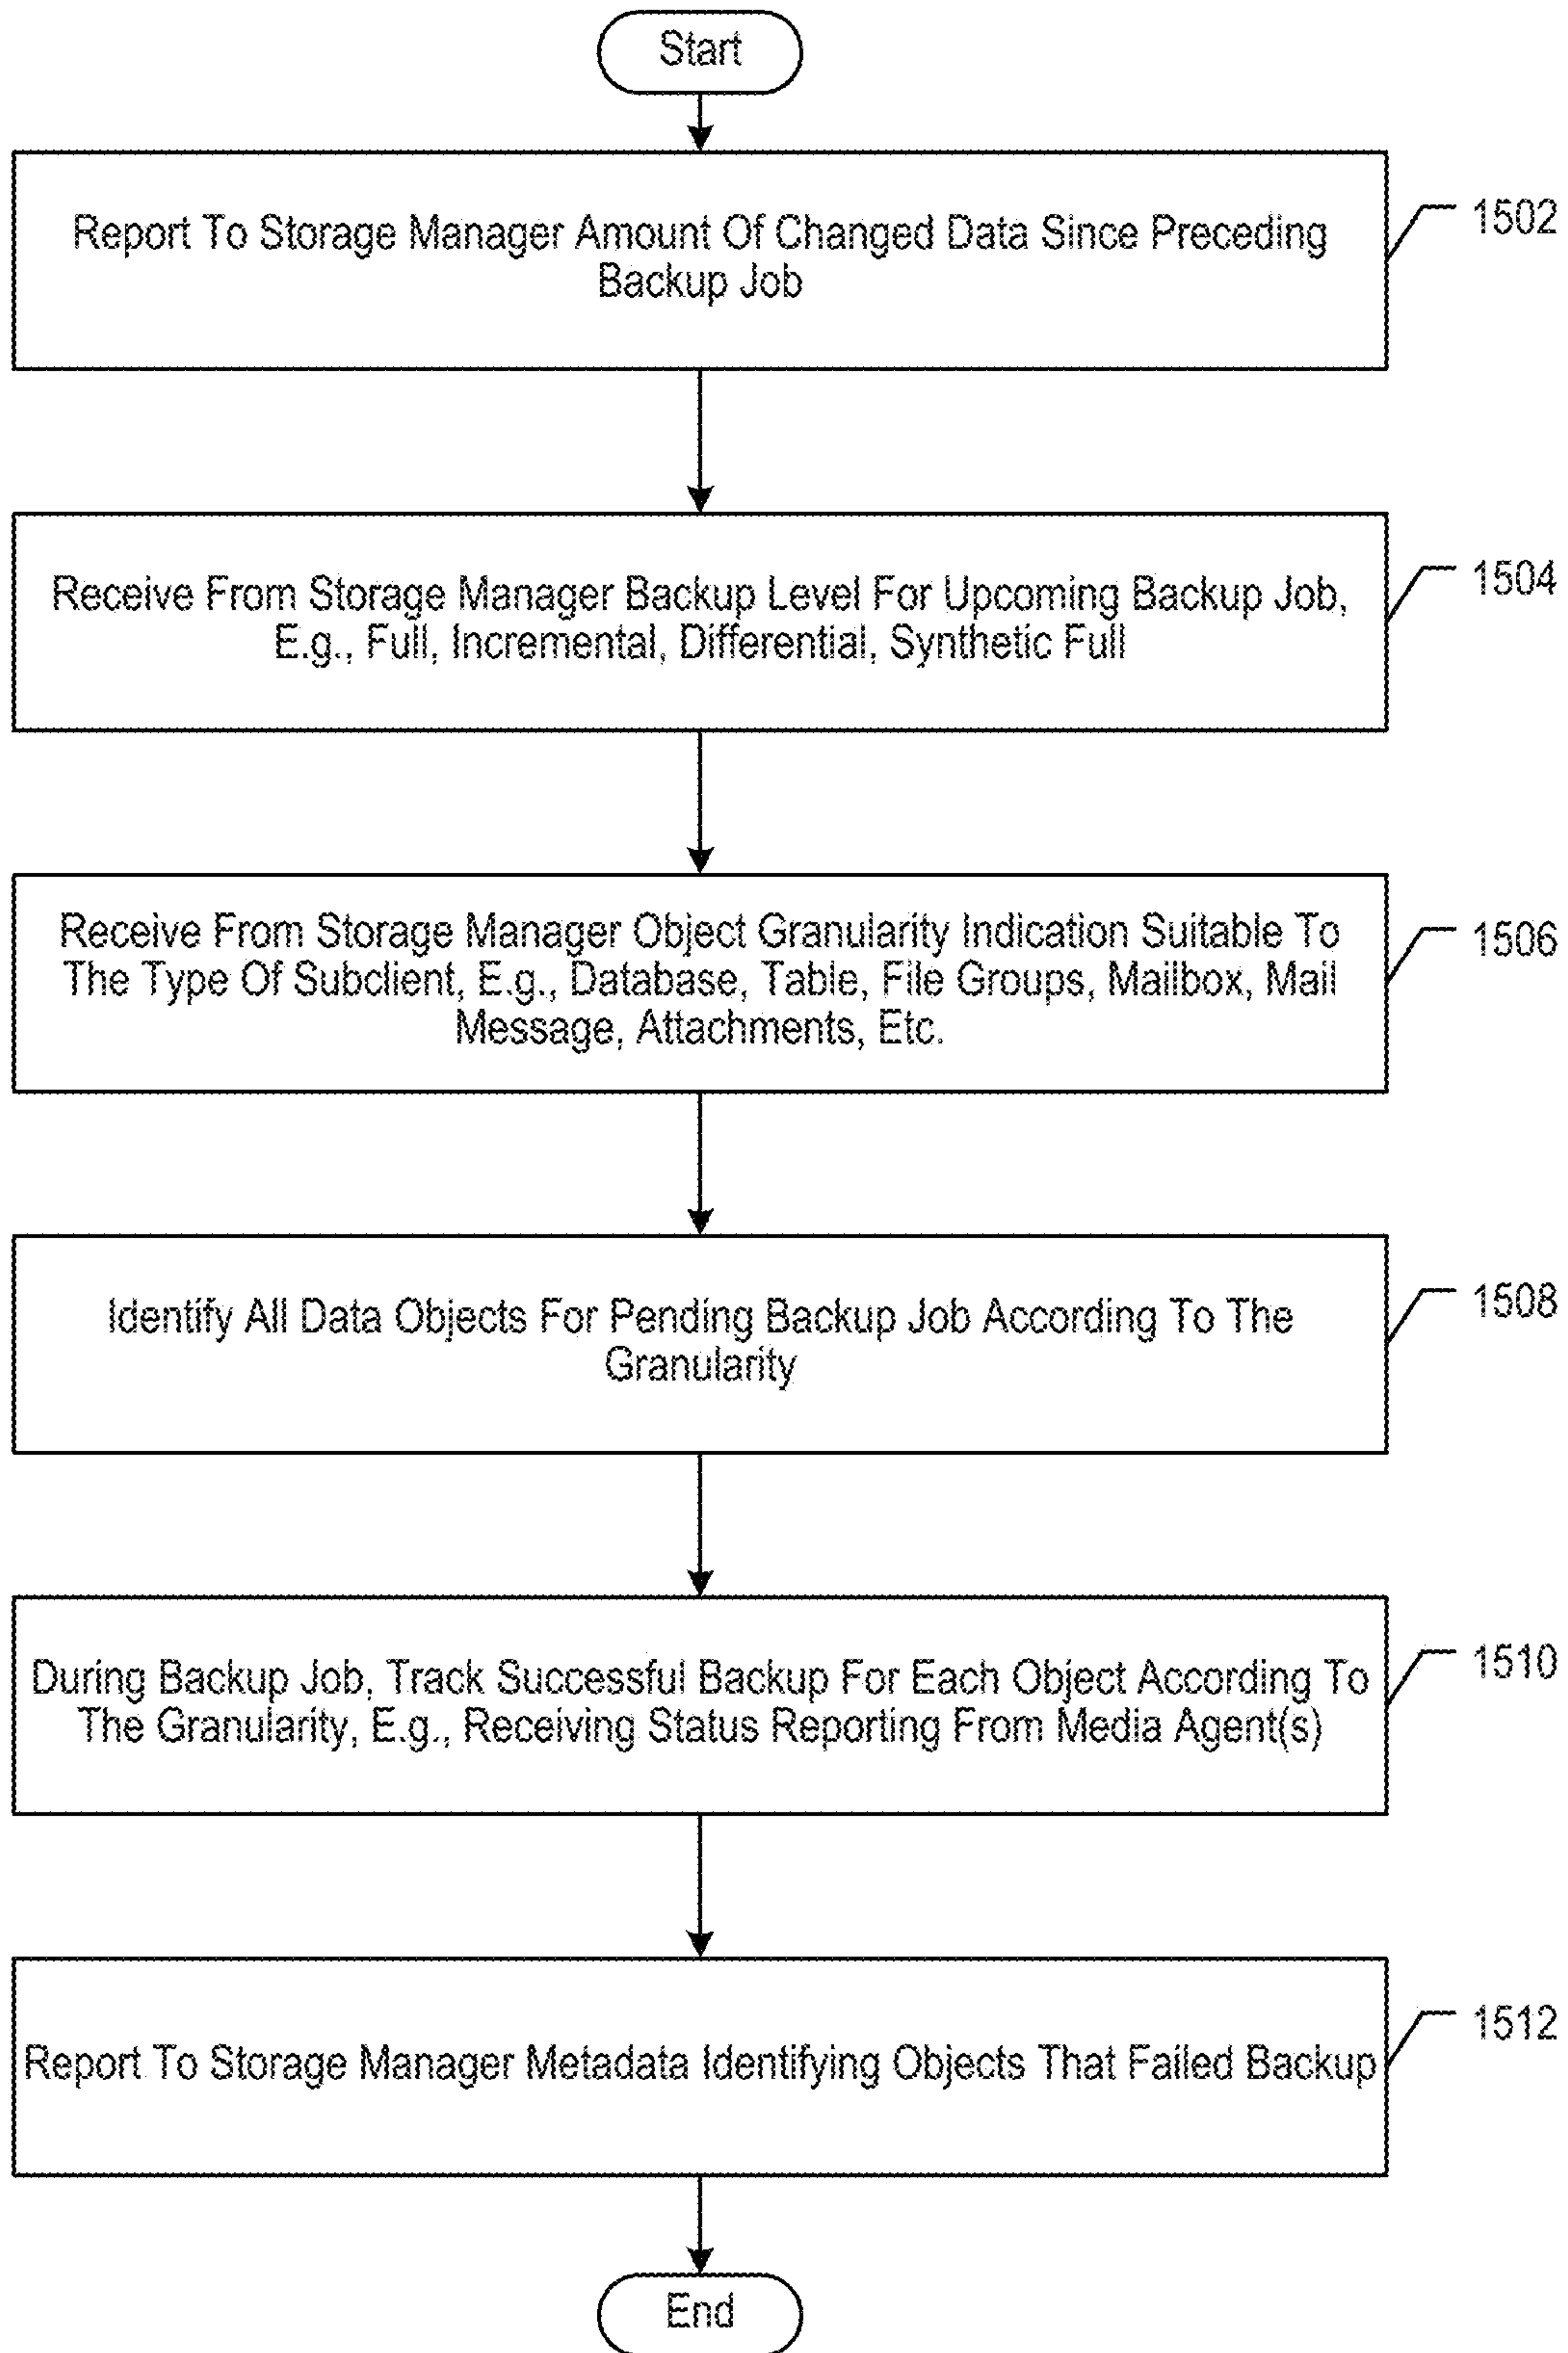 Start
Report To Storage Manager Amount Of Changed Data Since Preceding
Backup Job
1502
Receive From Storage Manager Backup Level For Upcoming Backup Job,
E.g., Full, Incremental, Differential, Synthetic Full
1504
Receive From Storage Manager Object Granularity Indication Suitable To
The Type Of Subclient, E.g., Database, Table, File Groups, Mailbox, Mail
Message, Attachments, Etc.
1506
Identify All Data Objects For Pending Backup Job According To The
Granularity
1508
During Backup Job, Track Successful Backup For Each Object According To
The Granularity, E.g., Receiving Status Reporting From Media Agent(s)
1510
Report To Storage Manager Metadata Identifying Objects That Failed Backup
1512
End